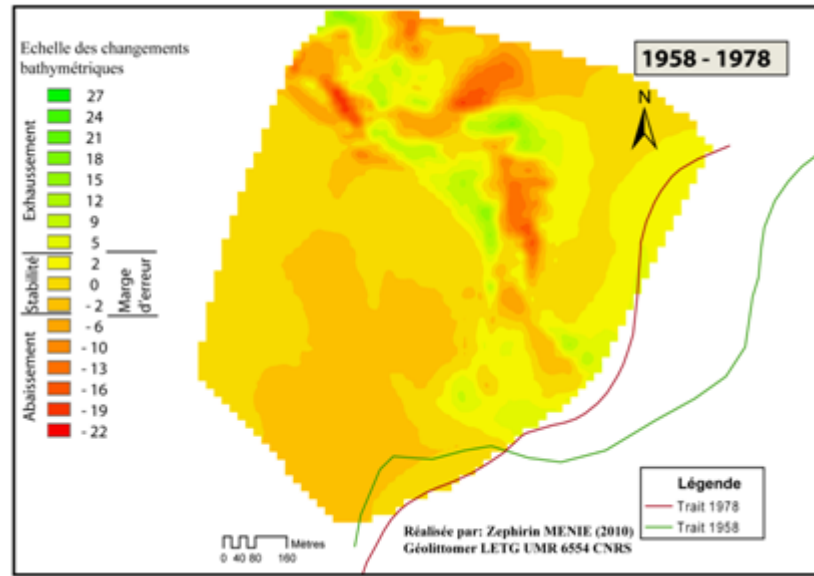 Echelle des changements
bathymétriques
1958 - 1978
N
Exhaussement
Stabilité
Abaissement
Marge
d'erreur
27
24
21
18
15
12
9
5
2
0
- 2
- 6
- 10
- 13
- 16
- 19
- 22
Légende
Trait 1978
Trait 1958
Mètres
0 40 80 160
Réalisée par: Zephirin MENIE (2010)
Géolittomer LETG UMR 6554 CNRS